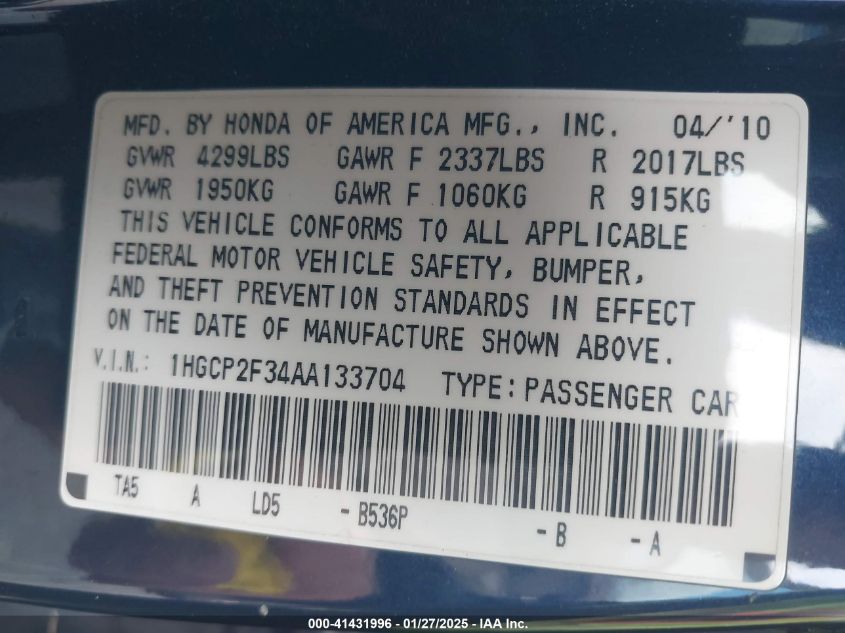 MFD. BY HONDA OF AMERICA MFG., INC. 04/'10
GVWR 4299LBS GAWR F 2337LBS R 2017LBS
GVWR 1950KG GAWR F 1060KG R 915KG
THIS VEHICLE CONFORMS TO ALL APPLICABLE
FEDERAL MOTOR VEHICLE SAFETY, BUMPER,
AND THEFT PREVENTION STANDARDS IN EFFECT
ON THE DATE OF MANUFACTURE SHOWN ABOVE.
V.I.N.: 1HGCP2F34AA133704 TYPE: PASSENGER CAR
TA5 A LD5 - B536P - B - A
000-41431996 / 01/27/2025 - IAA Inc.